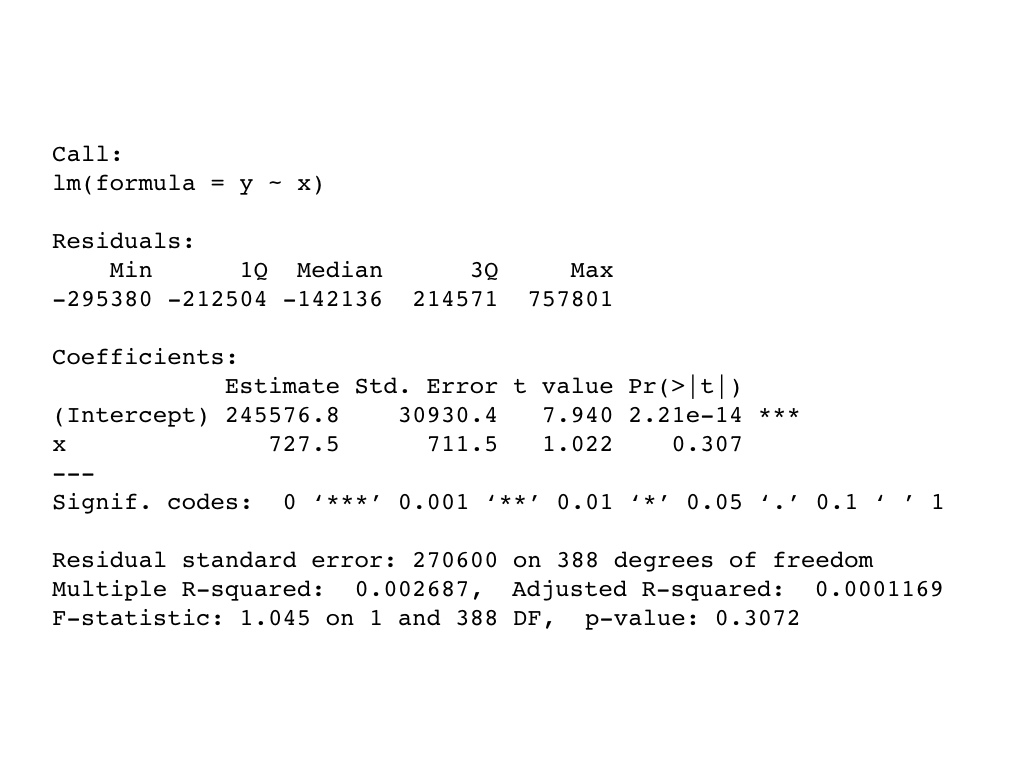 Call:
lm(formula = y ~ x)
Residuals:
    Min      1Q  Median      3Q     Max
-295380 -212504 -142136  214571  757801
Coefficients:
            Estimate Std. Error t value Pr(>|t|)
(Intercept) 245576.8    30930.4   7.940 2.21e-14 ***
x              727.5      711.5   1.022    0.307
---
Signif. codes:  0 ‘***’ 0.001 ‘**’ 0.01 ‘*’ 0.05 ‘.’ 0.1 ‘ ’ 1
Residual standard error: 270600 on 388 degrees of freedom
Multiple R-squared:  0.002687,  Adjusted R-squared:  0.0001169
F-statistic: 1.045 on 1 and 388 DF,  p-value: 0.3072